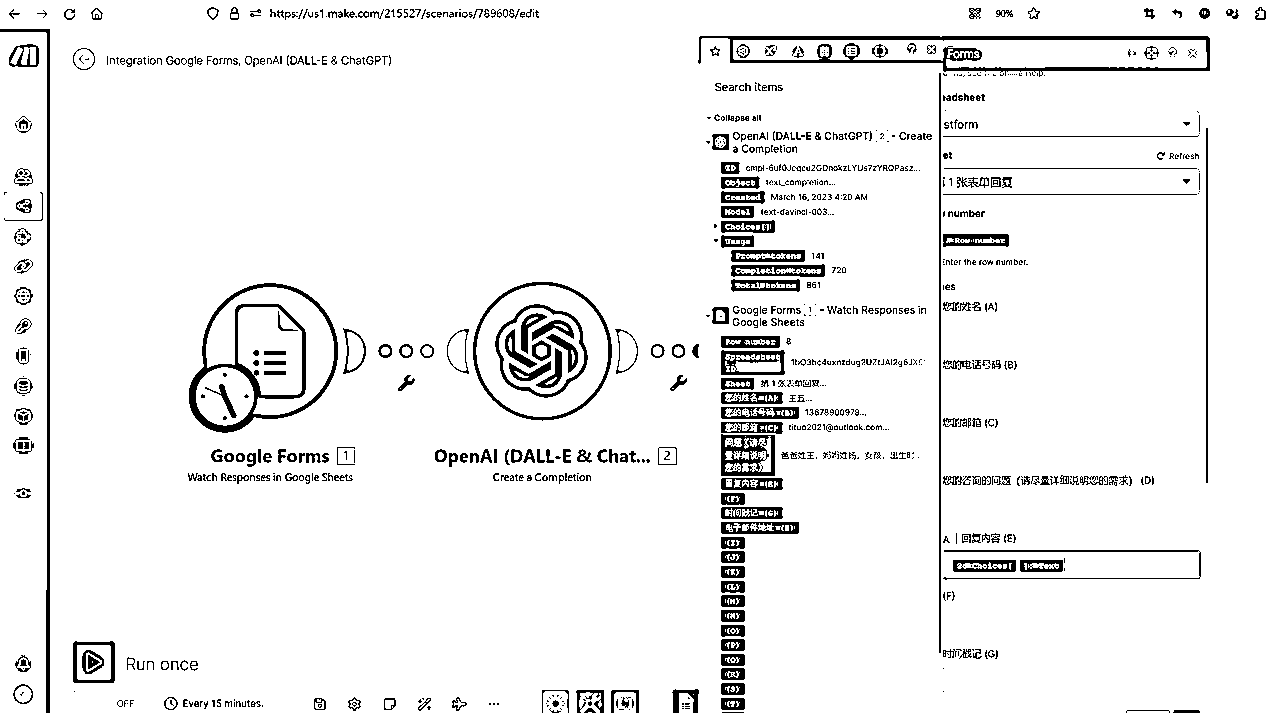 https://us1.make.com/215527/scenarios/789608/edit
90%
Integration Google Forms, OpenAI (DALL-E & ChatGPT)
Google Forms 1
Watch Responses in Google Sheets
OpenAI (DALL-E & Chat... 2
Create a Completion
Run once
OFF
Every 15 minutes.
Search items
Collapse all
OpenAI (DALL-E & ChatGPT) 2 - Create
a Completion
ID
Object text_completion...
Created March 16, 2023 4:20 AM
Model text-davinci-003...
Choices[]
Usage
Prompt tokens 141
Completion tokens 720
Total tokens 861
Google Forms 1 - Watch Responses in
Google Sheets
Row number 8
Spreadsheet
ID
Sheet 第 1 张表单回复...
您的姓名 (A) 王五...
您的电话号码 (B) 13678900978...
您的邮箱 (C) tituo2021@outlook.com...
问题（请尽
量详细说明
您的需求） 爸爸姓王，妈妈姓杨，女孩，出生时...
回复内容 (E)
(F)
时间戳记 (G)
电子邮件地址 (H)
(I)
(J)
(K)
(L)
(M)
(N)
(O)
(P)
(Q)
(R)
(S)
(T)
Forms
eadsheet
stform
et
Refresh
第 1 张表单回复
number
Row number
Enter the row number.
es
您的姓名 (A)
您的电话号码 (B)
您的邮箱 (C)
您的咨询的问题（请尽量详细说明您的需求） (D)
A | 回复内容 (E)
2. Choices[ ]: Text
(F)
时间戳记 (G)